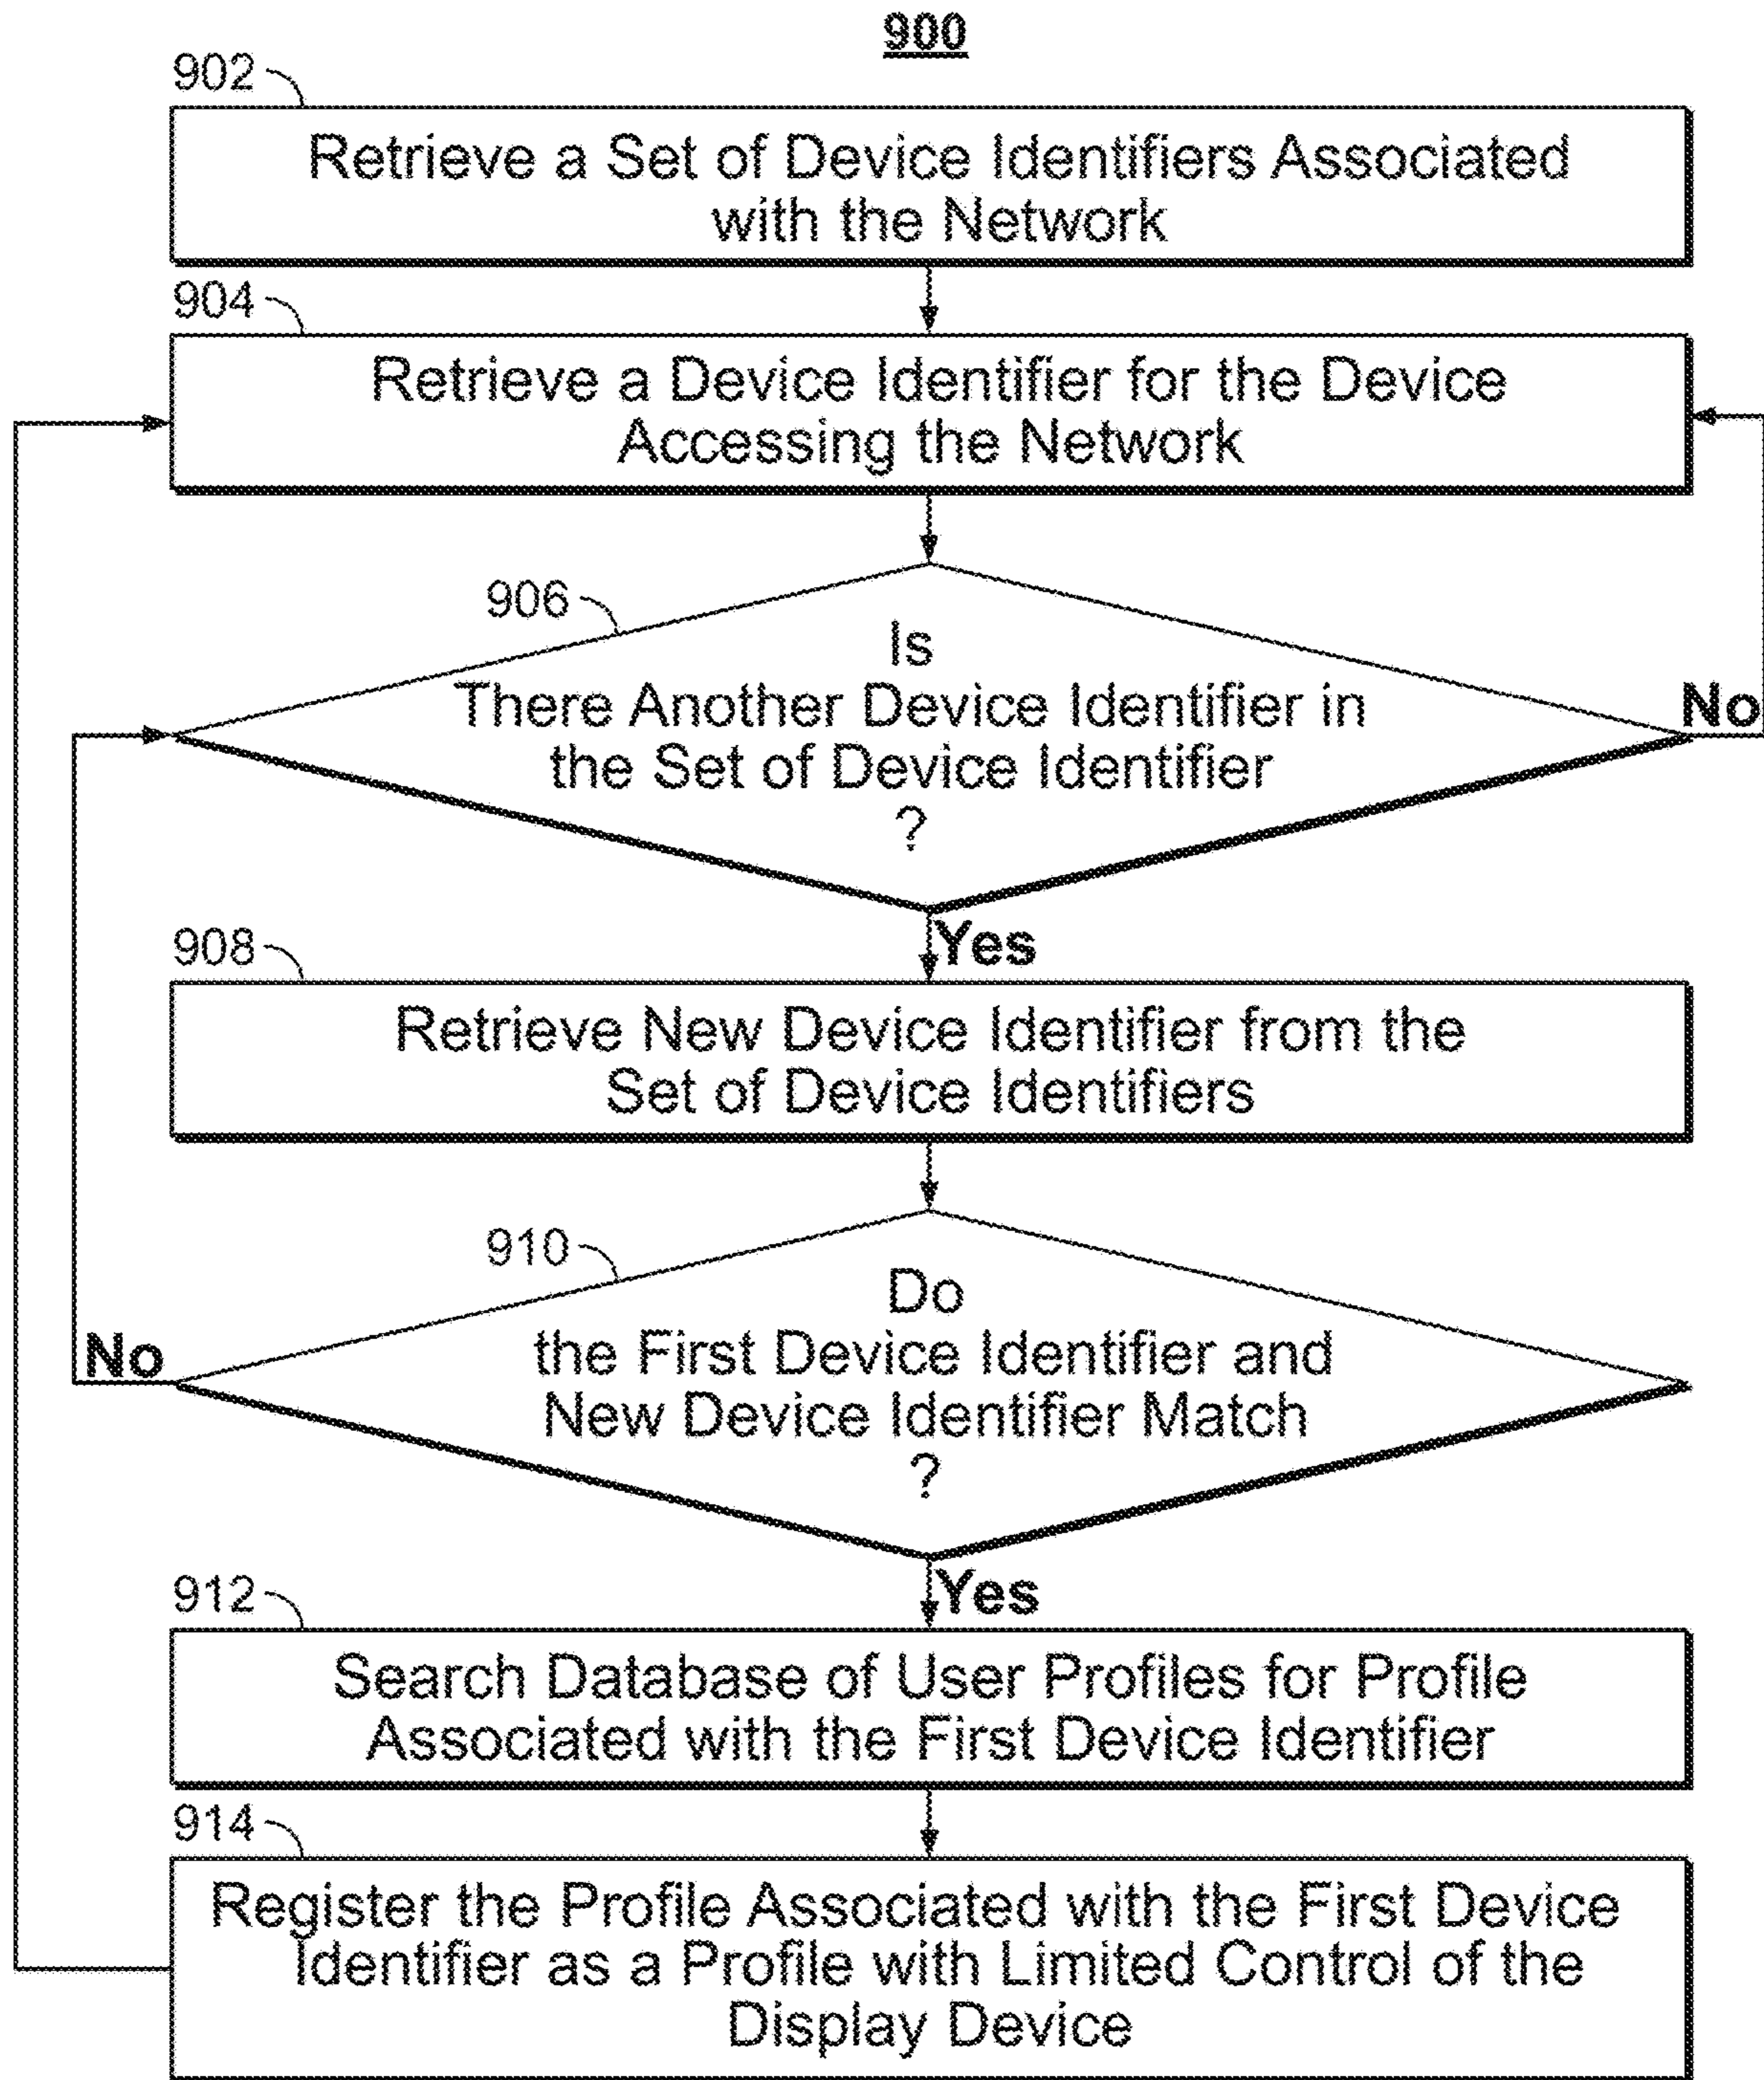 900
902
Retrieve a Set of Device Identifiers Associated
with the Network
904
Retrieve a Device Identifier for the Device
Accessing the Network
906
Is
There Another Device Identifier in
the Set of Device Identifier
?
No
Yes
908
Retrieve New Device Identifier from the
Set of Device Identifiers
910
Do
the First Device Identifier and
New Device Identifier Match
?
No
Yes
912
Search Database of User Profiles for Profile
Associated with the First Device Identifier
914
Register the Profile Associated with the First Device
Identifier as a Profile with Limited Control of the
Display Device